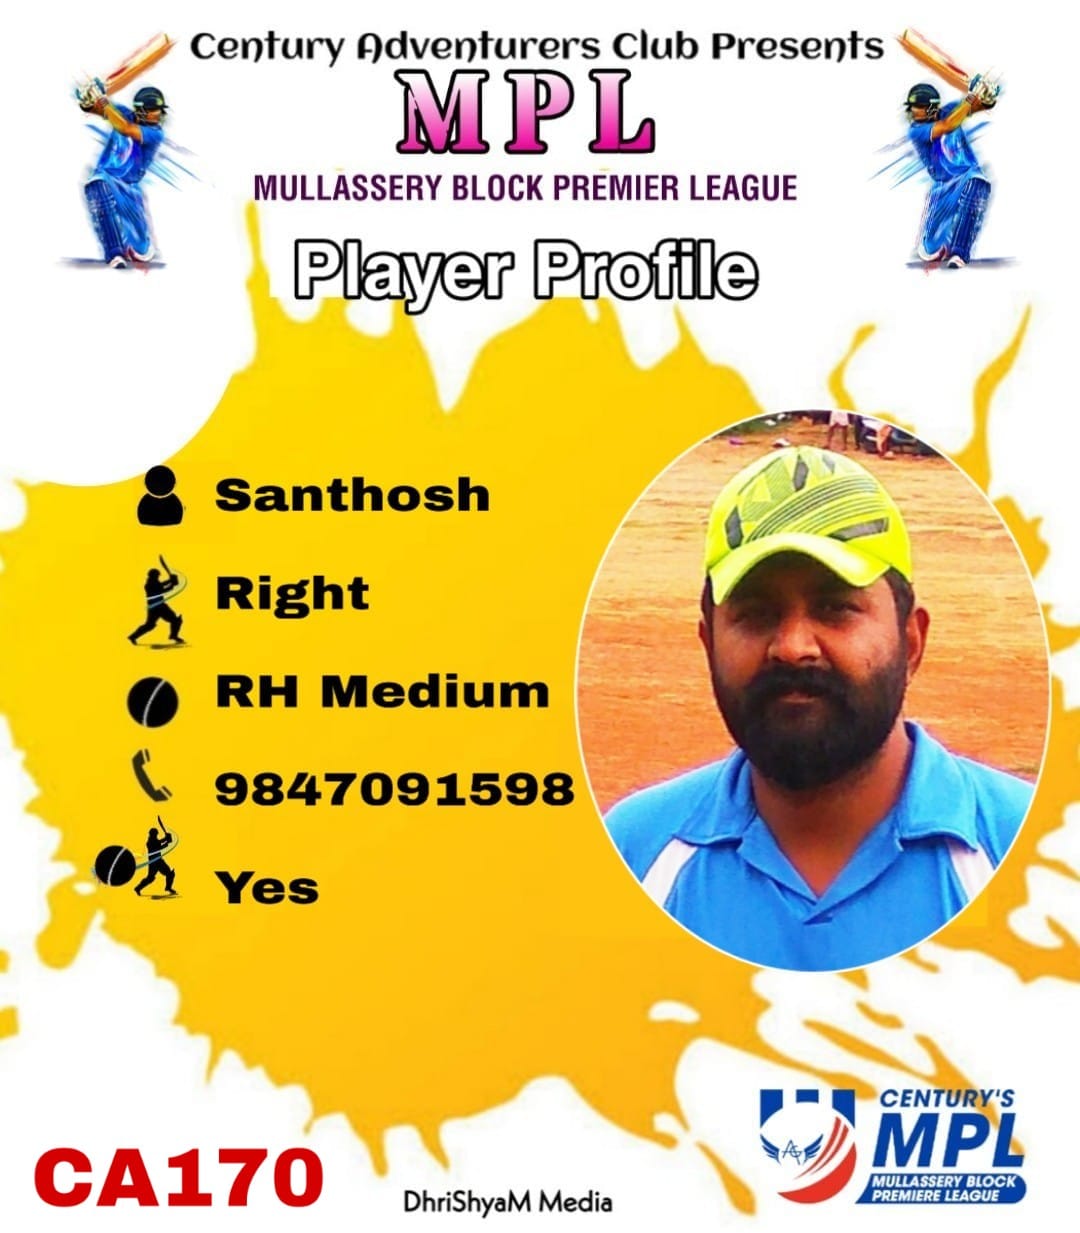 Century Adventurers Club Presents
MPL
MULLASSERY BLOCK PREMIER LEAGUE
Player Profile
Santhosh
Right
RH Medium
9847091598
Yes
CA170
DhriShyaM Media
CENTURY'S
MPL
MULLASSERY BLOCK
PREMIERE LEAGUE